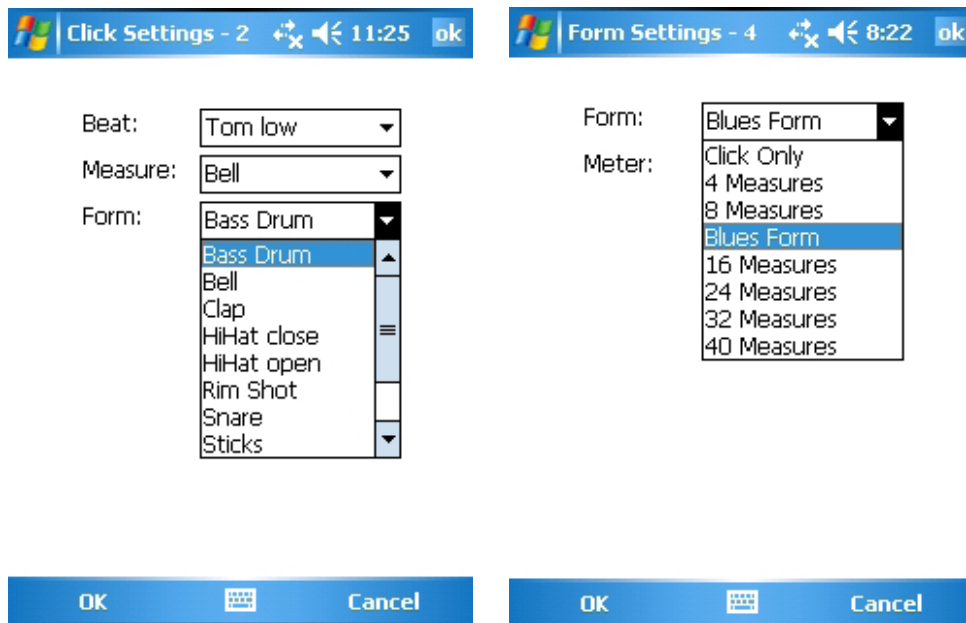 Click Settings - 2 11:25 ok
Beat: Tom low
Measure: Bell
Form: Bass Drum
Bass Drum
Bell
Clap
HiHat close
HiHat open
Rim Shot
Snare
Sticks
OK Cancel
Form Settings - 4 8:22 ok
Form: Blues Form
Meter:
Click Only
4 Measures
8 Measures
Blues Form
16 Measures
24 Measures
32 Measures
40 Measures
OK Cancel